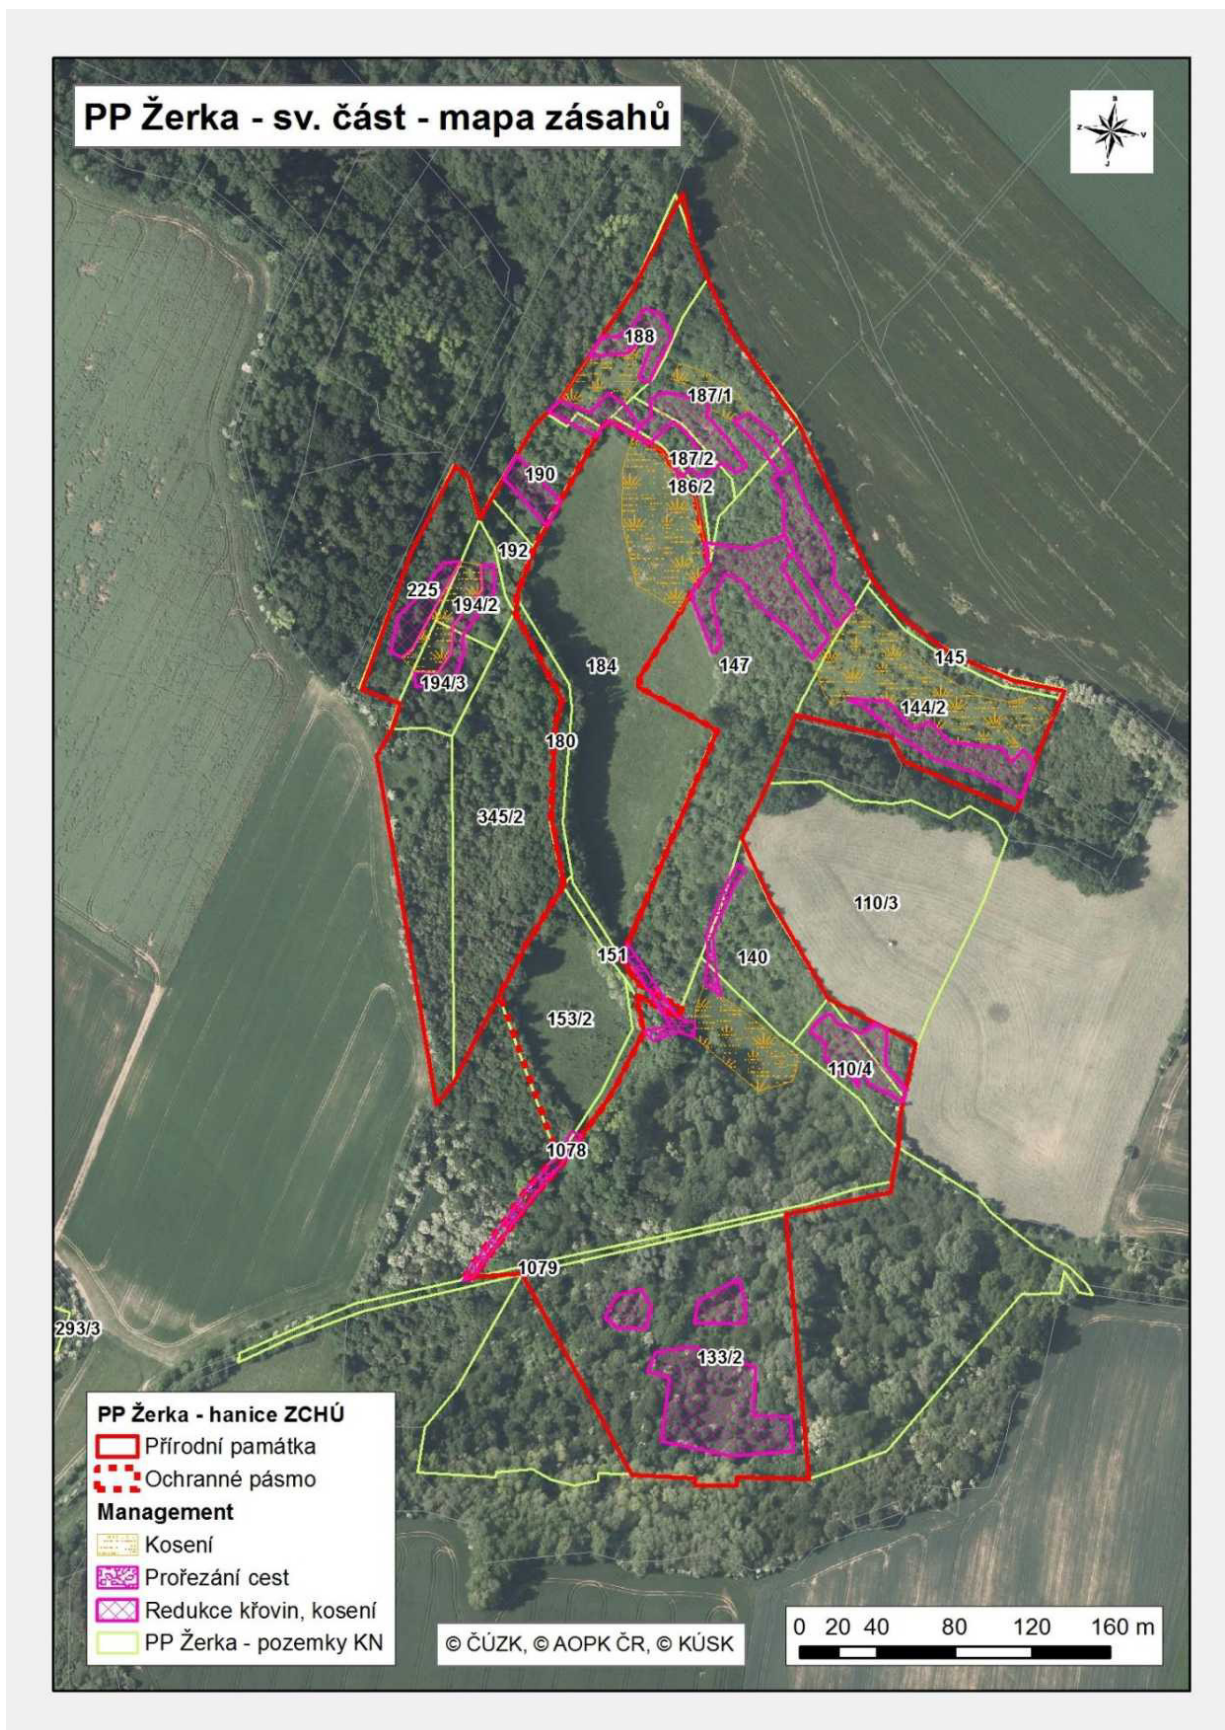 PP Žerka - sv. část - mapa zásahů
S
Z
V
J
188
187/1
187/2
190
186/2
192
225
194/2
184
147
145
194/3
144/2
180
345/2
110/3
151
140
153/2
110/4
1078
1079
293/3
133/2
PP Žerka - hanice ZCHÚ
Přírodní památka
Ochranné pásmo
Management
Kosení
Prořezání cest
Redukce křovin, kosení
PP Žerka - pozemky KN
© ČÚZK, © AOPK ČR, © KÚSK
0 20 40 80 120 160 m